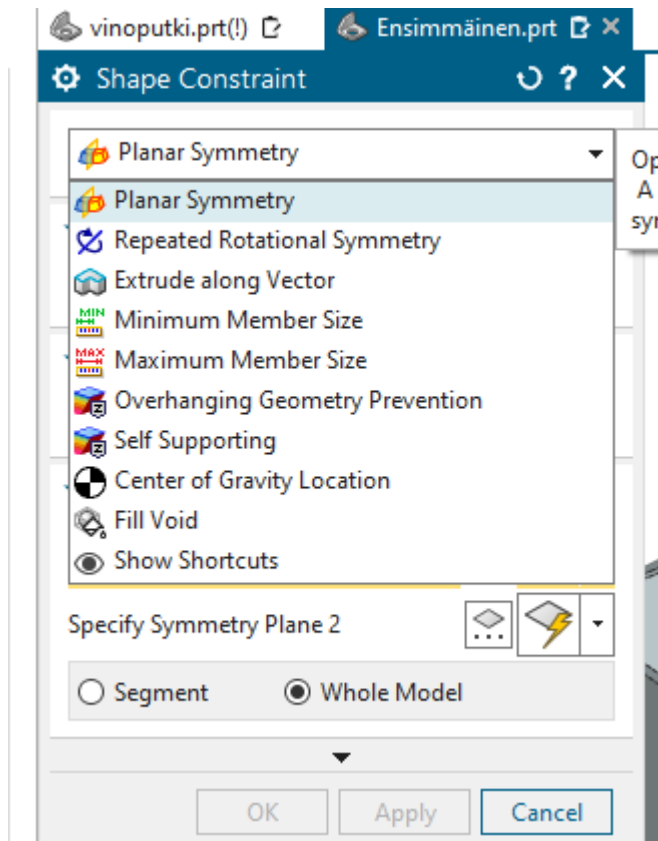 vinoputki.prt(!)
Ensimmäinen.prt
Shape Constraint
?
Planar Symmetry
Planar Symmetry
Repeated Rotational Symmetry
Extrude along Vector
MIN
Minimum Member Size
MAX
Maximum Member Size
Z
Overhanging Geometry Prevention
Z
Self Supporting
Center of Gravity Location
Fill Void
Show Shortcuts
Specify Symmetry Plane 2
Segment
Whole Model
OK
Apply
Cancel
A